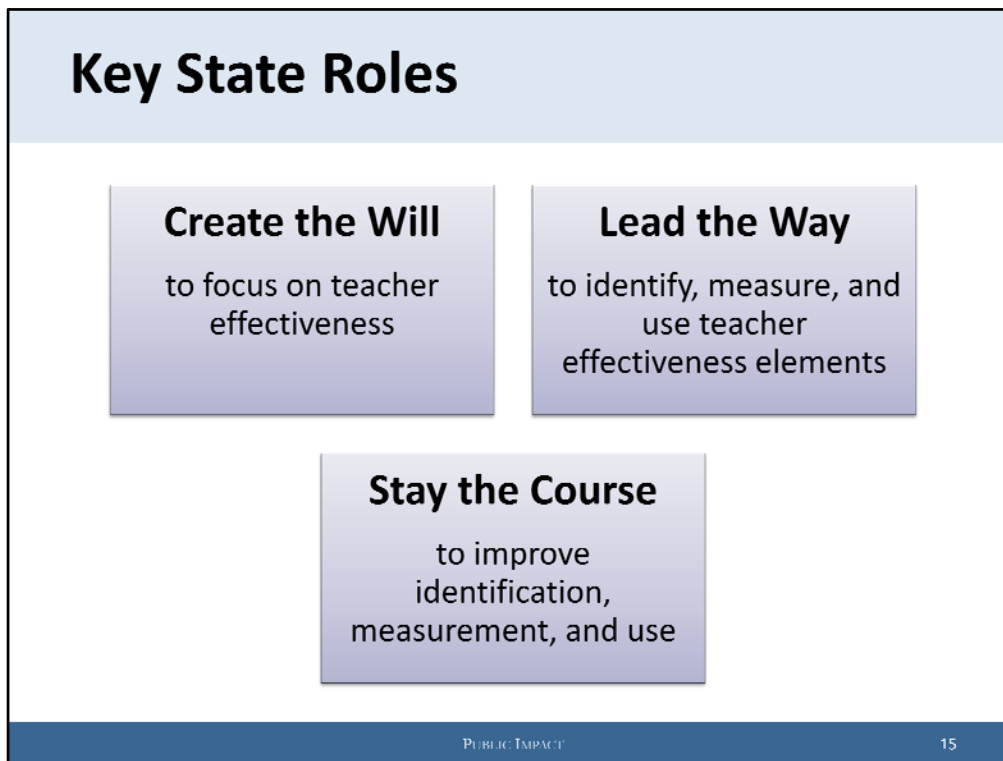 Key State Roles
Create the Will
to focus on teacher
effectiveness
Lead the Way
to identify, measure, and
use teacher
effectiveness elements
Stay the Course
to improve
identification,
measurement, and use
PUBLIC IMPACT
15